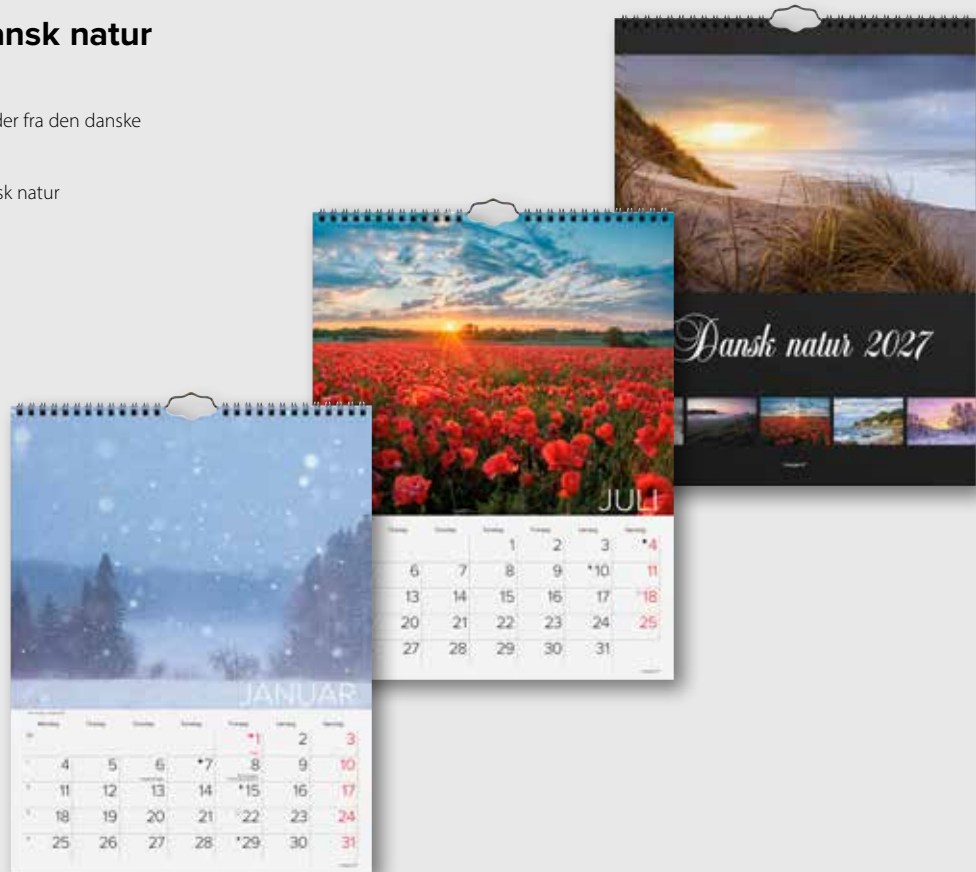 ansk natur
der fra den danske
sk natur
Dansk natur 2027
JULI
1 2 3 4
6 7 8 9 10 11
13 14 15 16 17 18
20 21 22 23 24 25
27 28 29 30 31
JANUAR
1 2 3
4 5 6 7 8 9 10
11 12 13 14 15 16 17
18 19 20 21 22 23 24
25 26 27 28 29 30 31